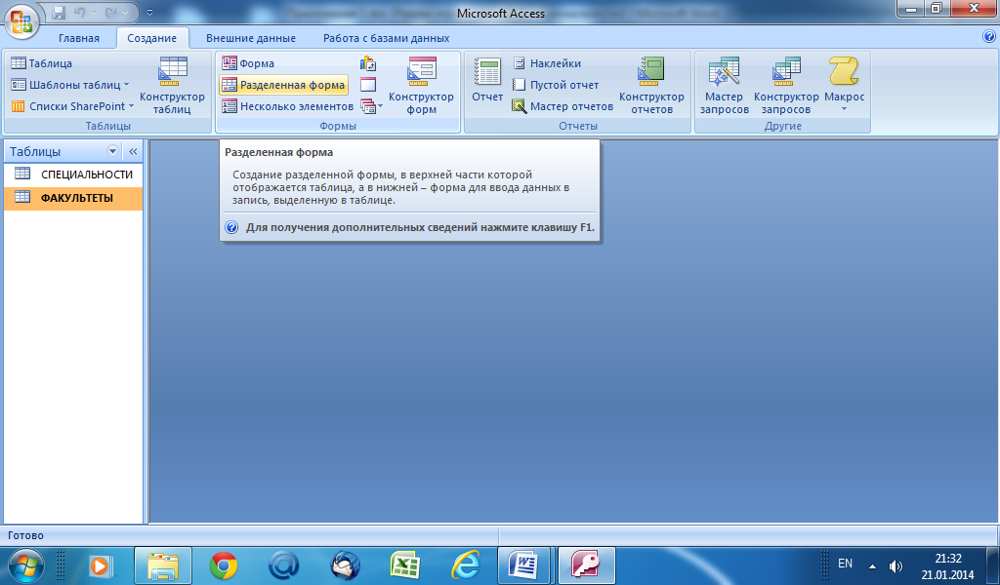 Microsoft Access
Главная
Создание
Внешние данные
Работа с базами данных
Таблица
Шаблоны таблиц
Списки SharePoint
Конструктор таблиц
Таблицы
Форма
Разделенная форма
Несколько элементов
Конструктор форм
Формы
Отчет
Наклейки
Пустой отчет
Мастер отчетов
Конструктор отчетов
Отчеты
Мастер запросов
Конструктор запросов
Макрос
Другие
Таблицы
СПЕЦИАЛЬНОСТИ
ФАКУЛЬТЕТЫ
Разделенная форма
Создание разделенной формы, в верхней части которой
отображается таблица, а в нижней – форма для ввода данных в
запись, выделенную в таблице.
Для получения дополнительных сведений нажмите клавишу F1.
Готово
EN
21:32
21.01.2014